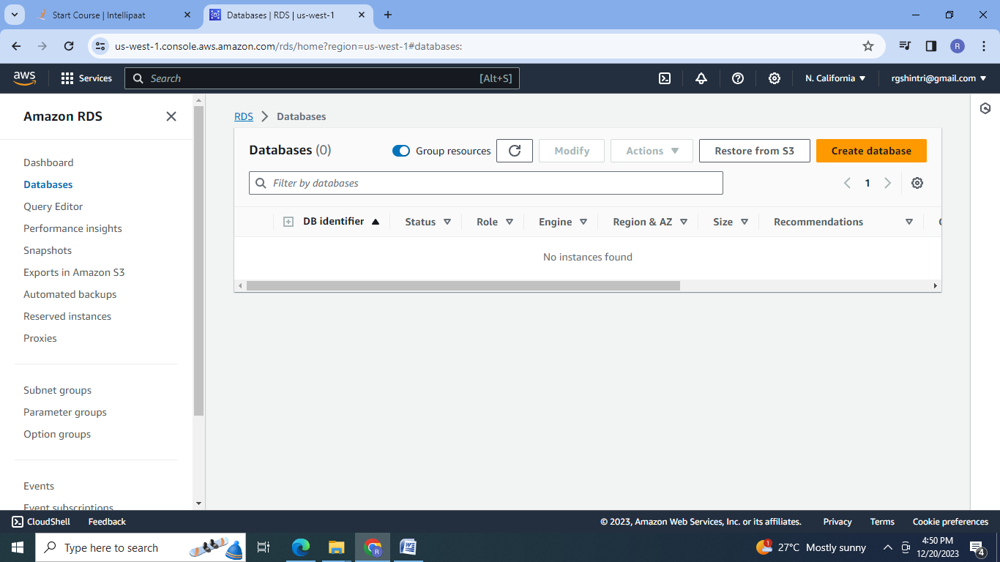 Start Course | Intellipaat
Databases | RDS | us-west-1
us-west-1.console.aws.amazon.com/rds/home?region=us-west-1#databases:
R
aws
Services
Search
[Alt+S]
N. California
rgshintri@gmail.com
Amazon RDS
Dashboard
Databases
Query Editor
Performance insights
Snapshots
Exports in Amazon S3
Automated backups
Reserved instances
Proxies
Subnet groups
Parameter groups
Option groups
Events
Event subscriptions
RDS > Databases
Databases (0)
Group resources
Modify
Actions
Restore from S3
Create database
Filter by databases
1
DB identifier
Status
Role
Engine
Region & AZ
Size
Recommendations
No instances found
CloudShell
Feedback
© 2023, Amazon Web Services, Inc. or its affiliates.
Privacy
Terms
Cookie preferences
Type here to search
R
W
1
27°C Mostly sunny
4:50 PM
12/20/2023
4